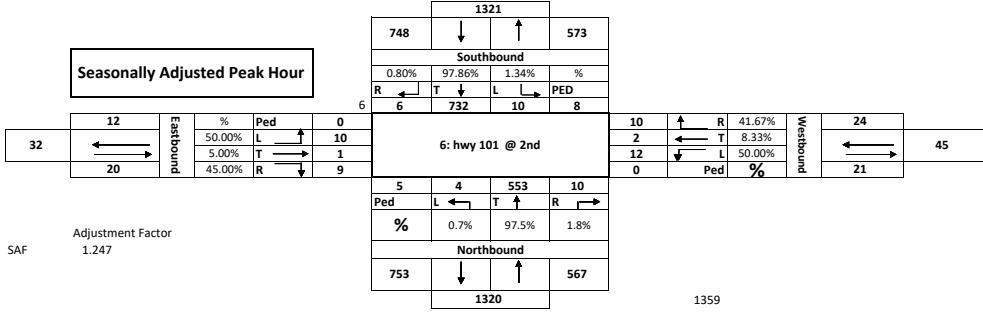 1321
748 573
Southbound
Seasonally Adjusted Peak Hour
0.80% 97.86% 1.34% %
R T L PED
6 6 732 10 8
12 Eastbound % Ped 0 10 R 41.67% Westbound 24
32 50.00% L 10 6: hwy 101 @ 2nd 2 T 8.33% 45
5.00% T 1 12 L 50.00%
20 45.00% R 9 0 Ped % 21
5 4 553 10
Ped L T R
% 0.7% 97.5% 1.8%
Adjustment Factor
SAF 1.247
Northbound
753 567
1320 1359